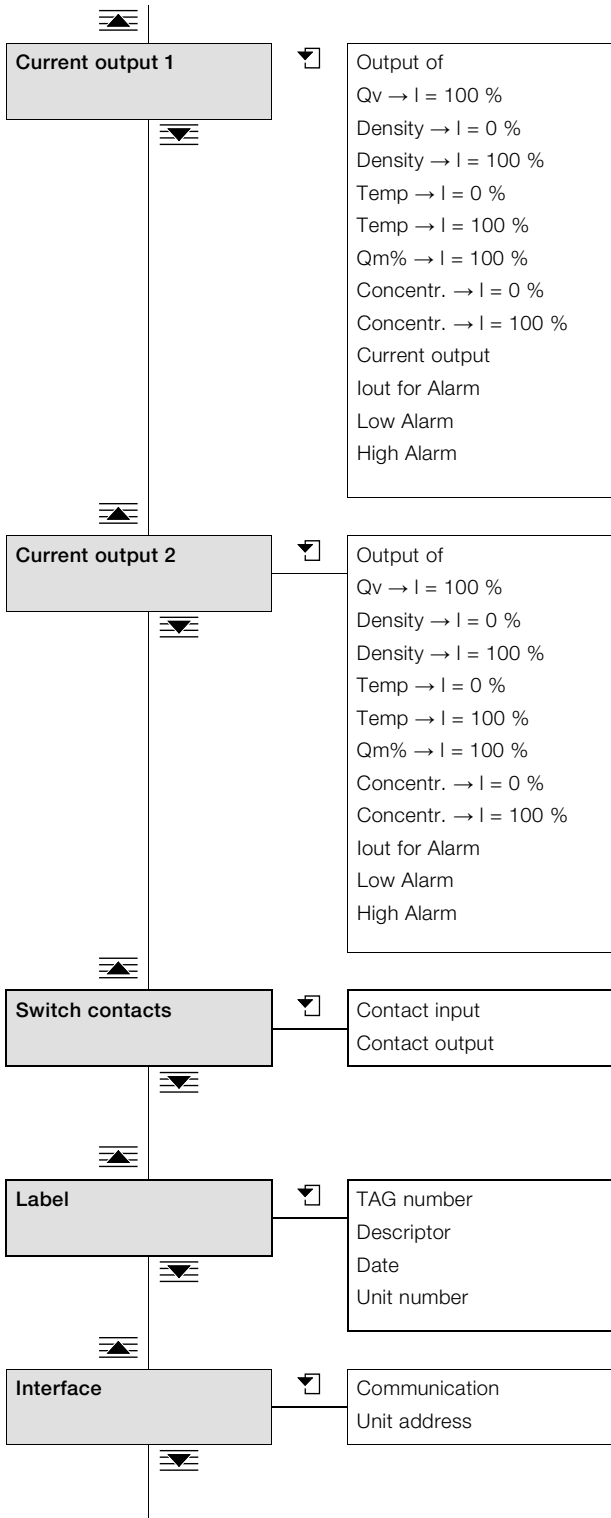 Current output 1
Output of
Qv → I = 100 %
Density → I = 0 %
Density → I = 100 %
Temp → I = 0 %
Temp → I = 100 %
Qm% → I = 100 %
Concentr. → I = 0 %
Concentr. → I = 100 %
Current output
Iout for Alarm
Low Alarm
High Alarm
Current output 2
Output of
Qv → I = 100 %
Density → I = 0 %
Density → I = 100 %
Temp → I = 0 %
Temp → I = 100 %
Qm% → I = 100 %
Concentr. → I = 0 %
Concentr. → I = 100 %
Iout for Alarm
Low Alarm
High Alarm
Switch contacts
Contact input
Contact output
Label
TAG number
Descriptor
Date
Unit number
Interface
Communication
Unit address